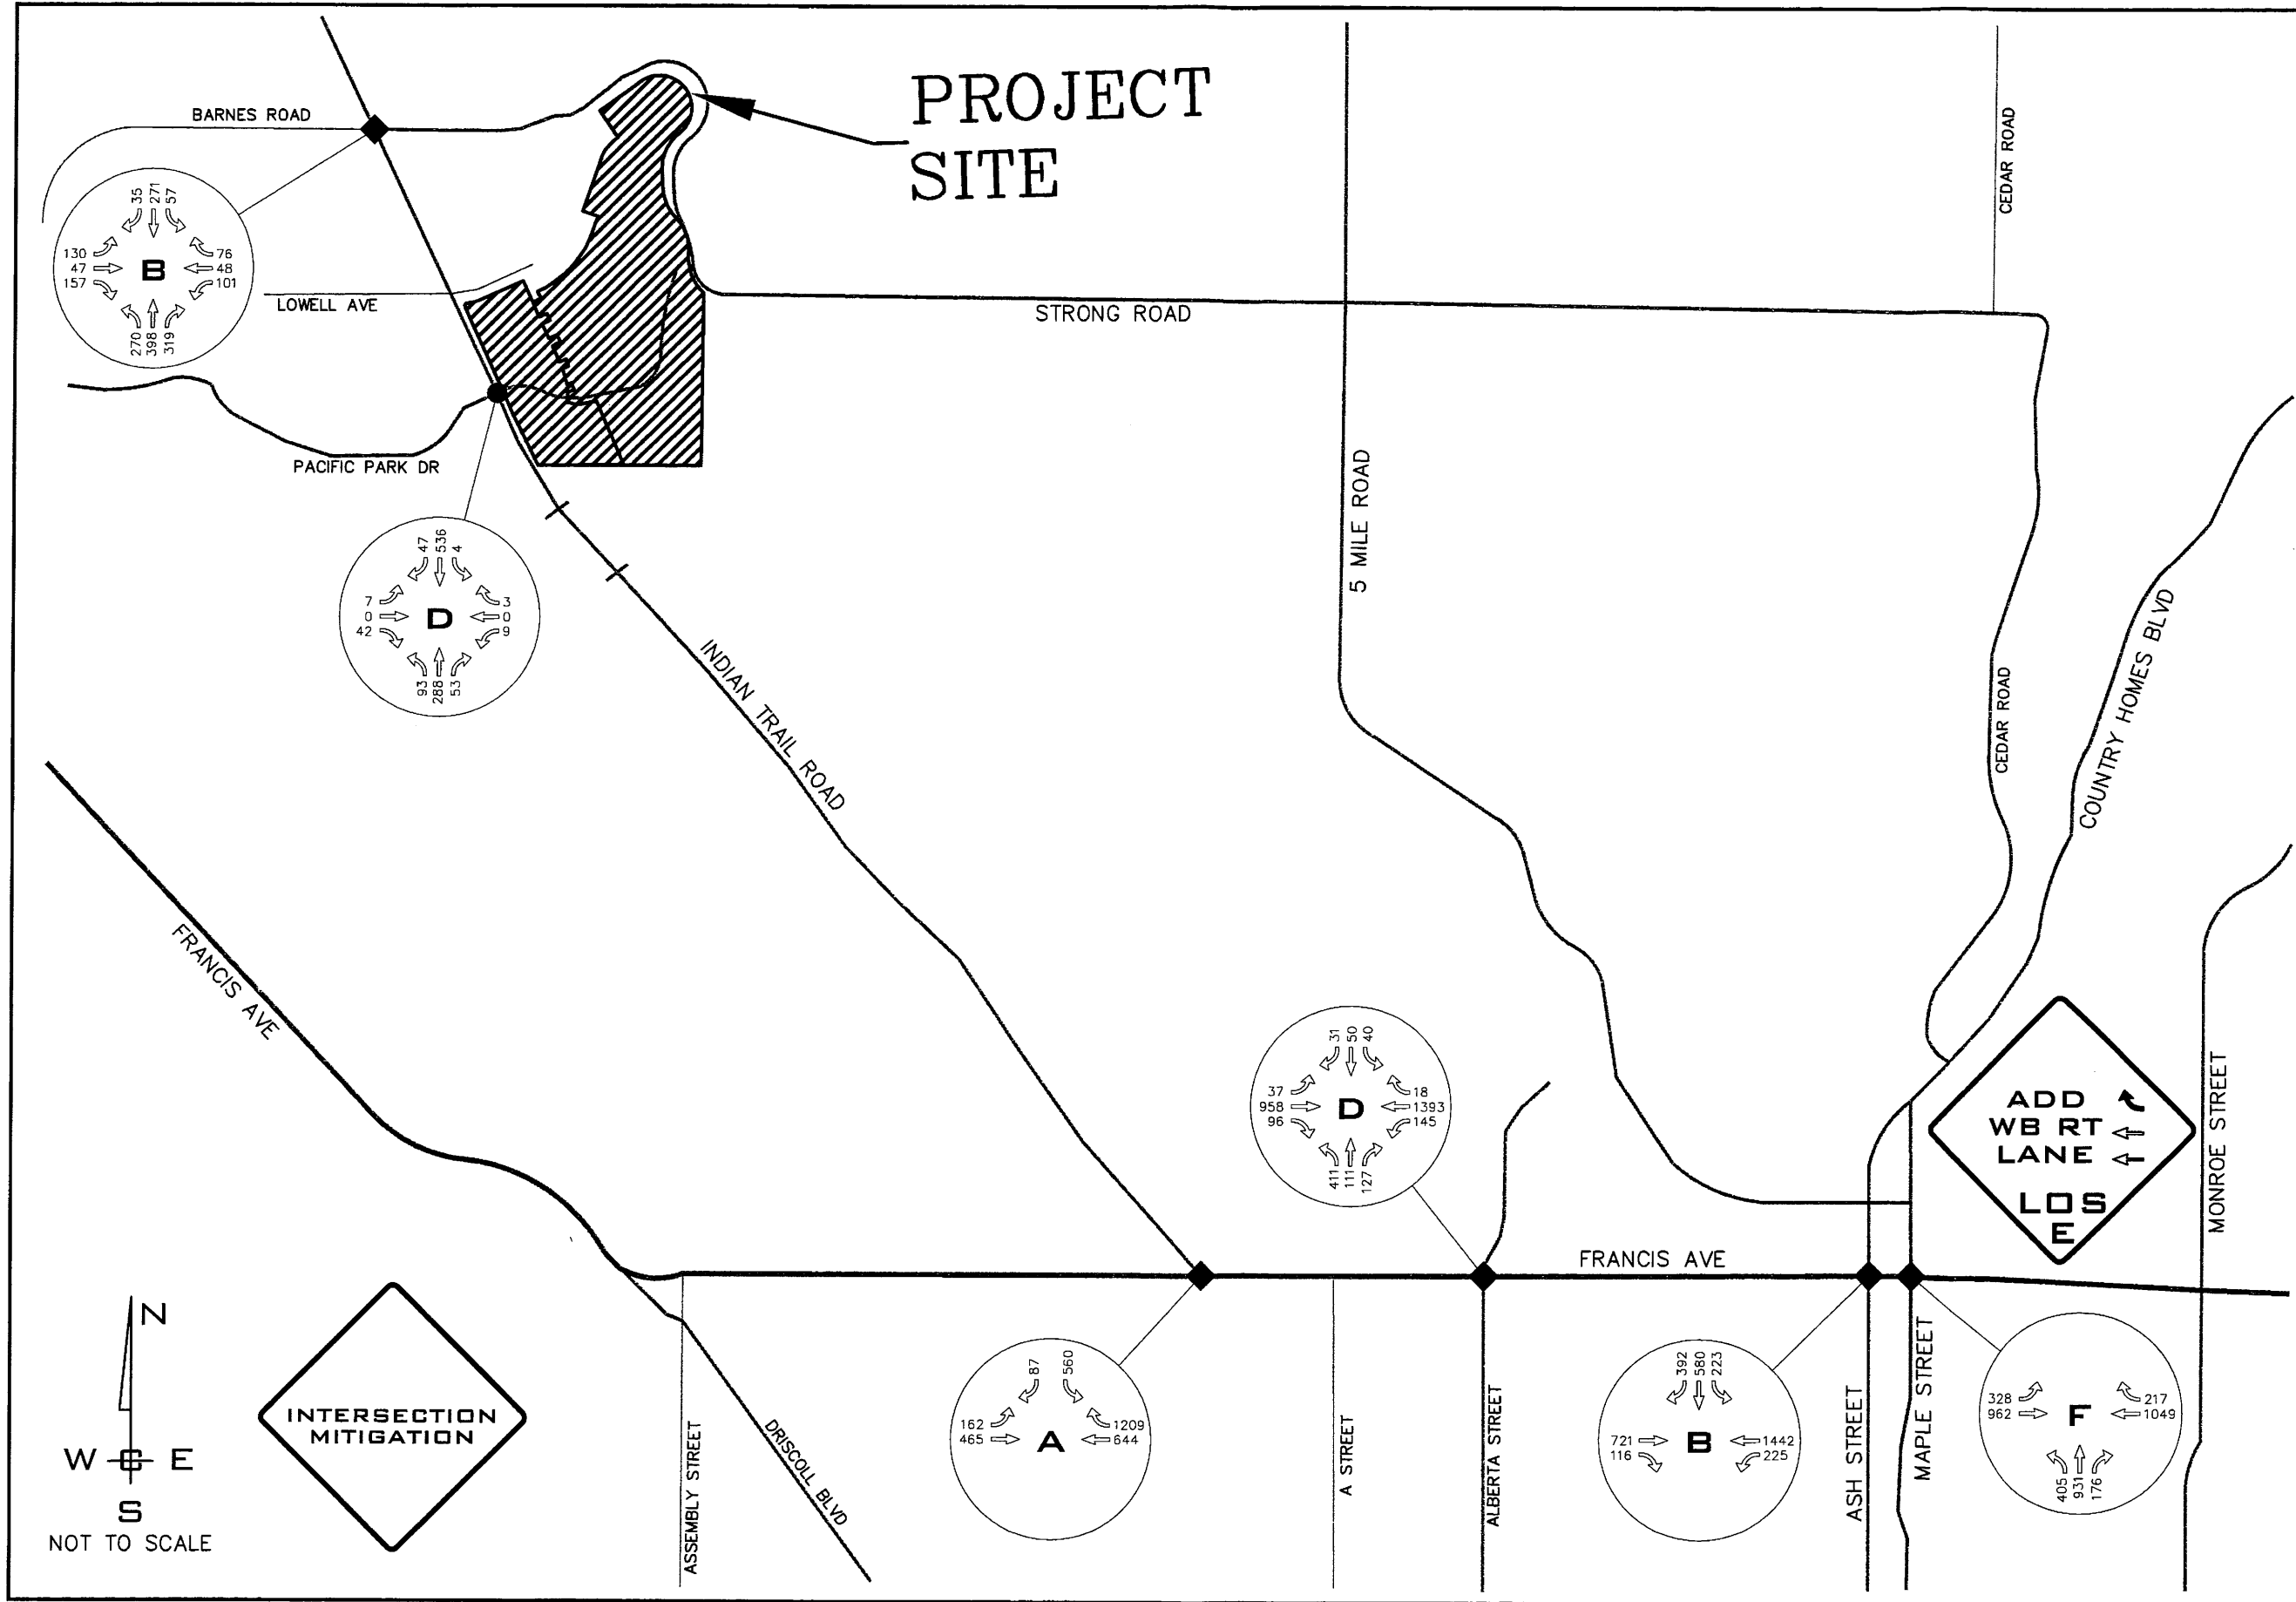 PROJECT
SITE
BARNES ROAD
CEDAR ROAD
35
271
57
130
47
157
B
76
48
101
270
398
319
LOWELL AVE
STRONG ROAD
PACIFIC PARK DR
5 MILE ROAD
47
536
4
7
0
42
D
3
0
9
93
288
53
INDIAN TRAIL ROAD
CEDAR ROAD
COUNTRY HOMES BLVD
FRANCIS AVE
31
50
40
37
958
96
D
18
1393
145
411
111
127
ADD
WB RT
LANE
LOS
E
MONROE STREET
FRANCIS AVE
N
W E
S
NOT TO SCALE
INTERSECTION
MITIGATION
ASSEMBLY STREET
DRISCOLL BLVD
87
560
162
465
A
1209
644
A STREET
ALBERTA STREET
392
580
223
721
116
B
1442
225
ASH STREET
MAPLE STREET
328
962
F
217
1049
405
931
176